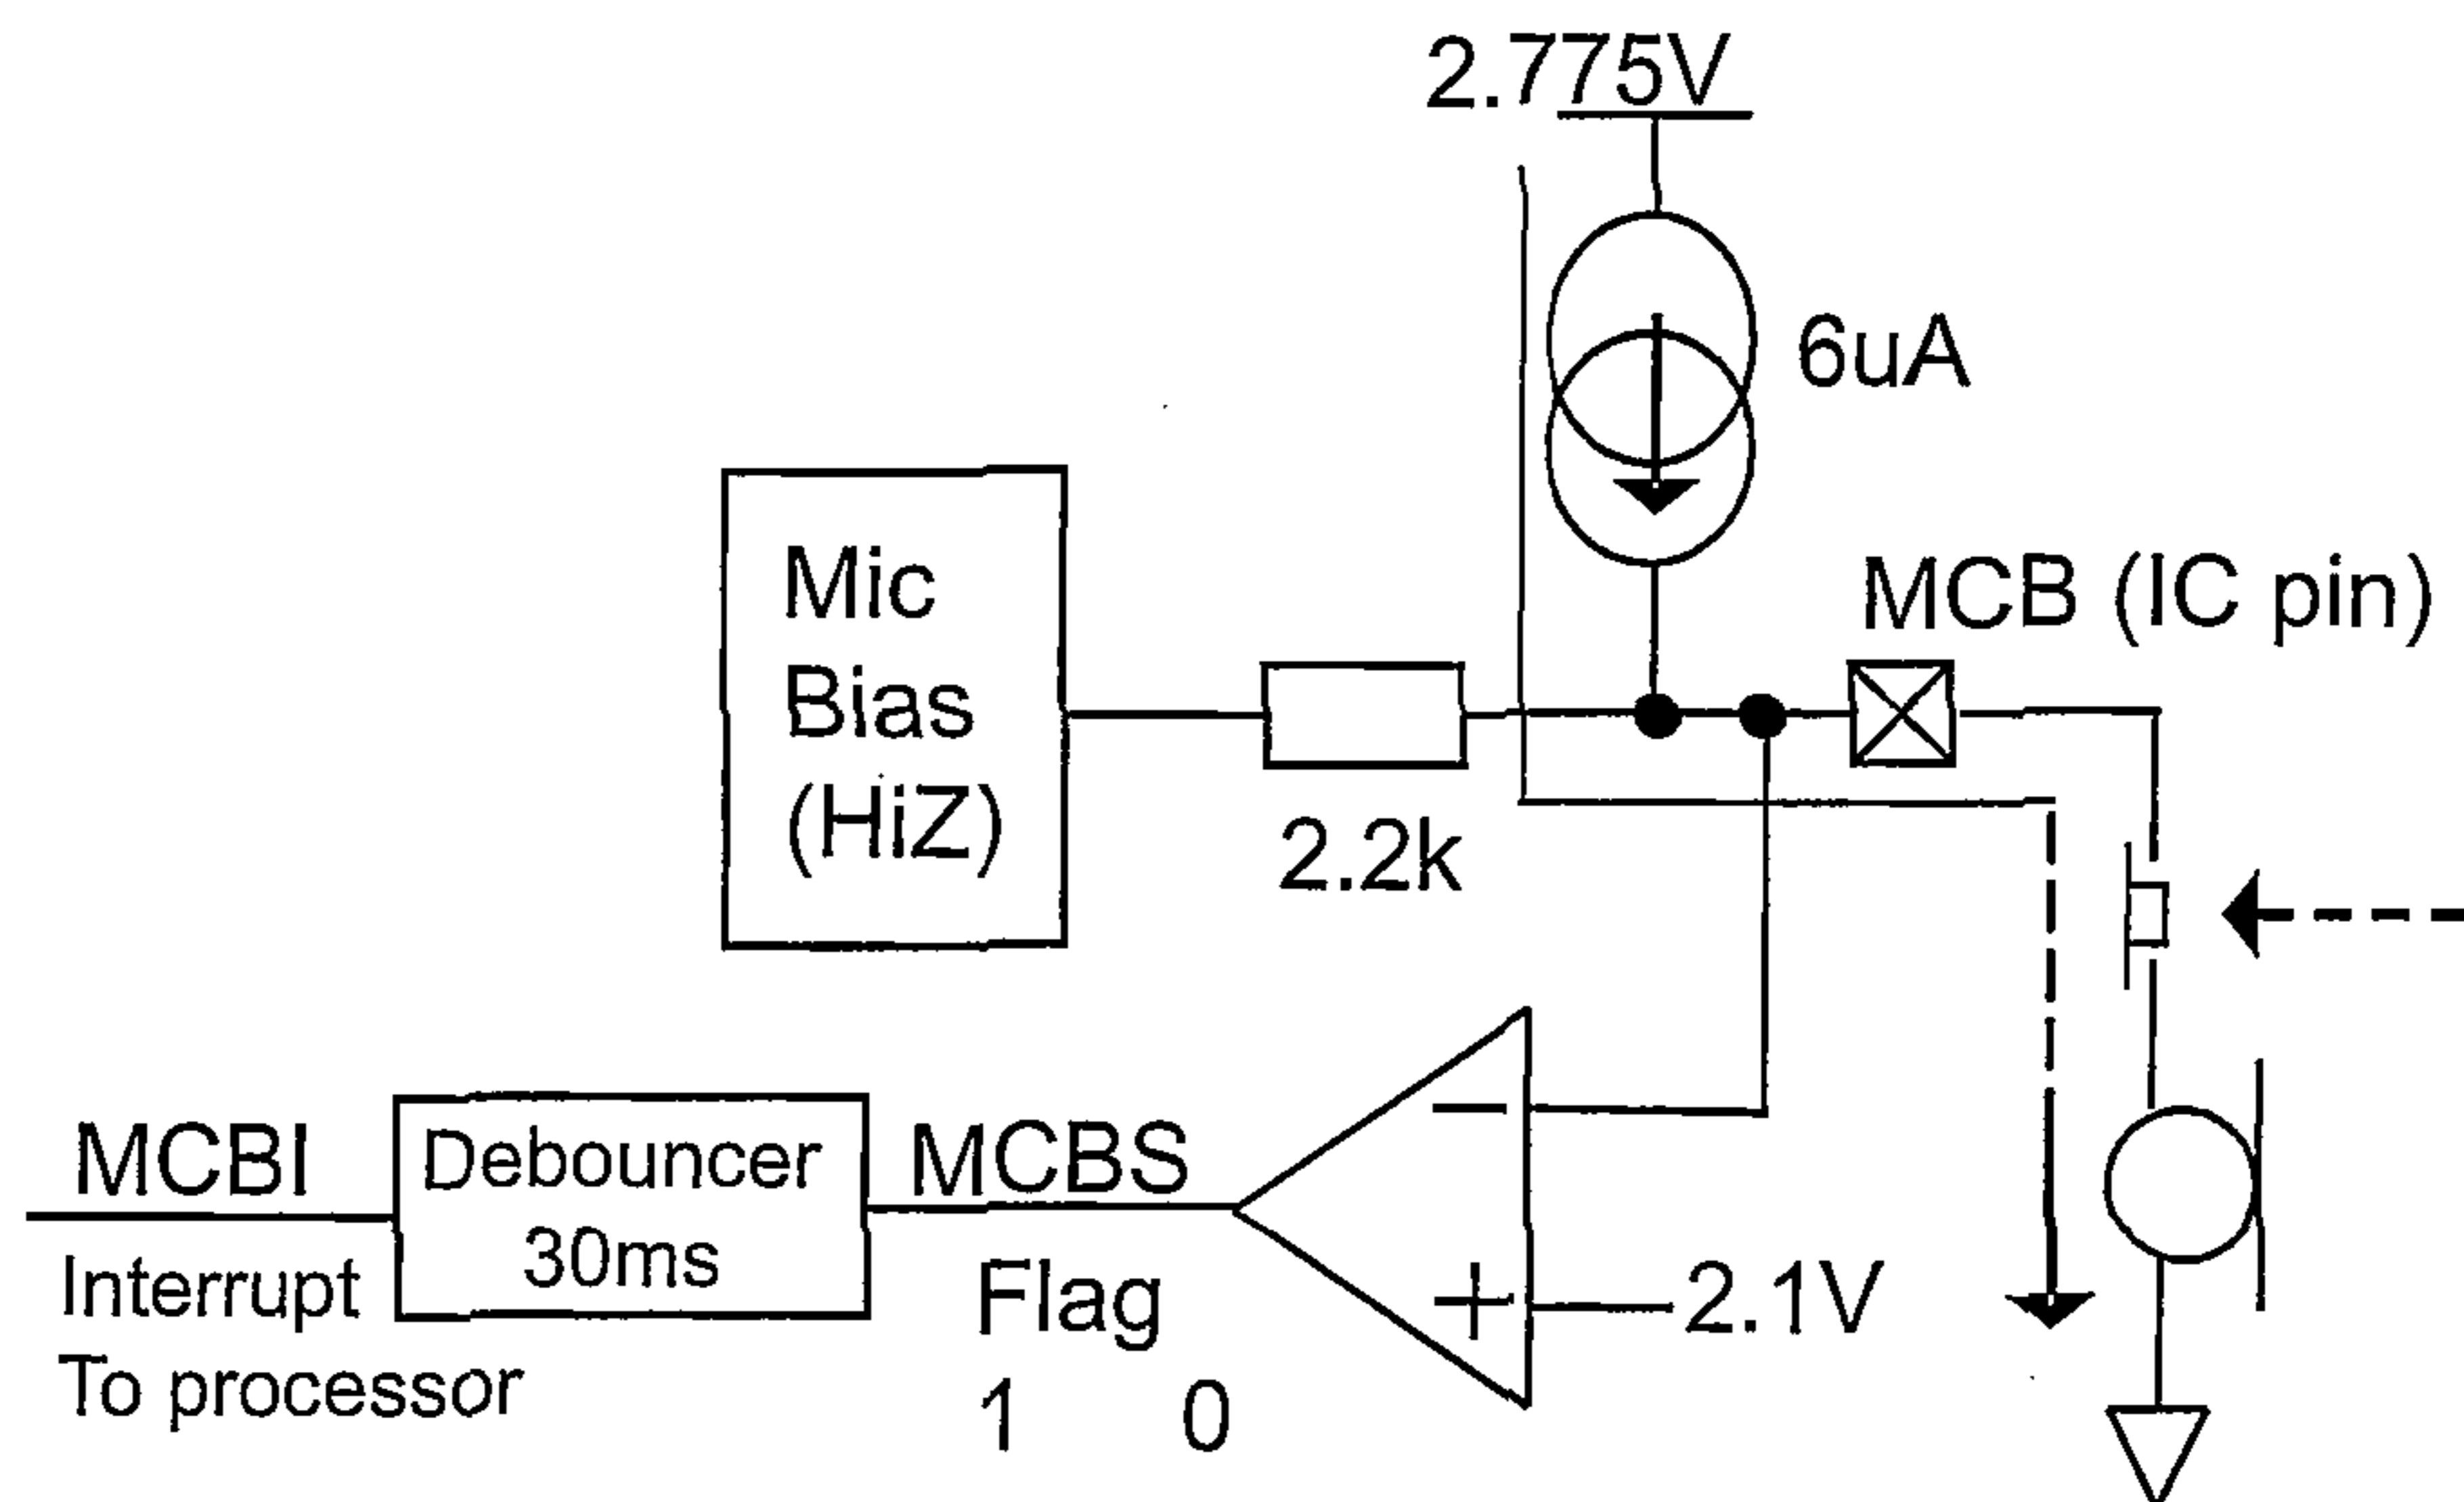 2.775V
6uA
Mic
Bias
(HiZ)
MCB (IC pin)
2.2k
MCBI
Debouncer
30ms
MCBS
Interrupt
To processor
Flag
1 0
−
+
2.1V